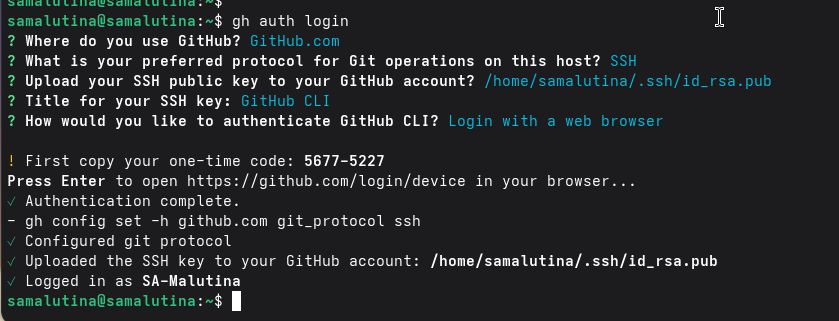 samalutina@samalutina:~$
samalutina@samalutina:~$ gh auth login
? Where do you use GitHub? GitHub.com
? What is your preferred protocol for Git operations on this host? SSH
? Upload your SSH public key to your GitHub account? /home/samalutina/.ssh/id_rsa.pub
? Title for your SSH key: GitHub CLI
? How would you like to authenticate GitHub CLI? Login with a web browser
! First copy your one-time code: 5677-5227
Press Enter to open https://github.com/login/device in your browser...
✓ Authentication complete.
- gh config set -h github.com git_protocol ssh
✓ Configured git protocol
✓ Uploaded the SSH key to your GitHub account: /home/samalutina/.ssh/id_rsa.pub
✓ Logged in as SA-Malutina
samalutina@samalutina:~$